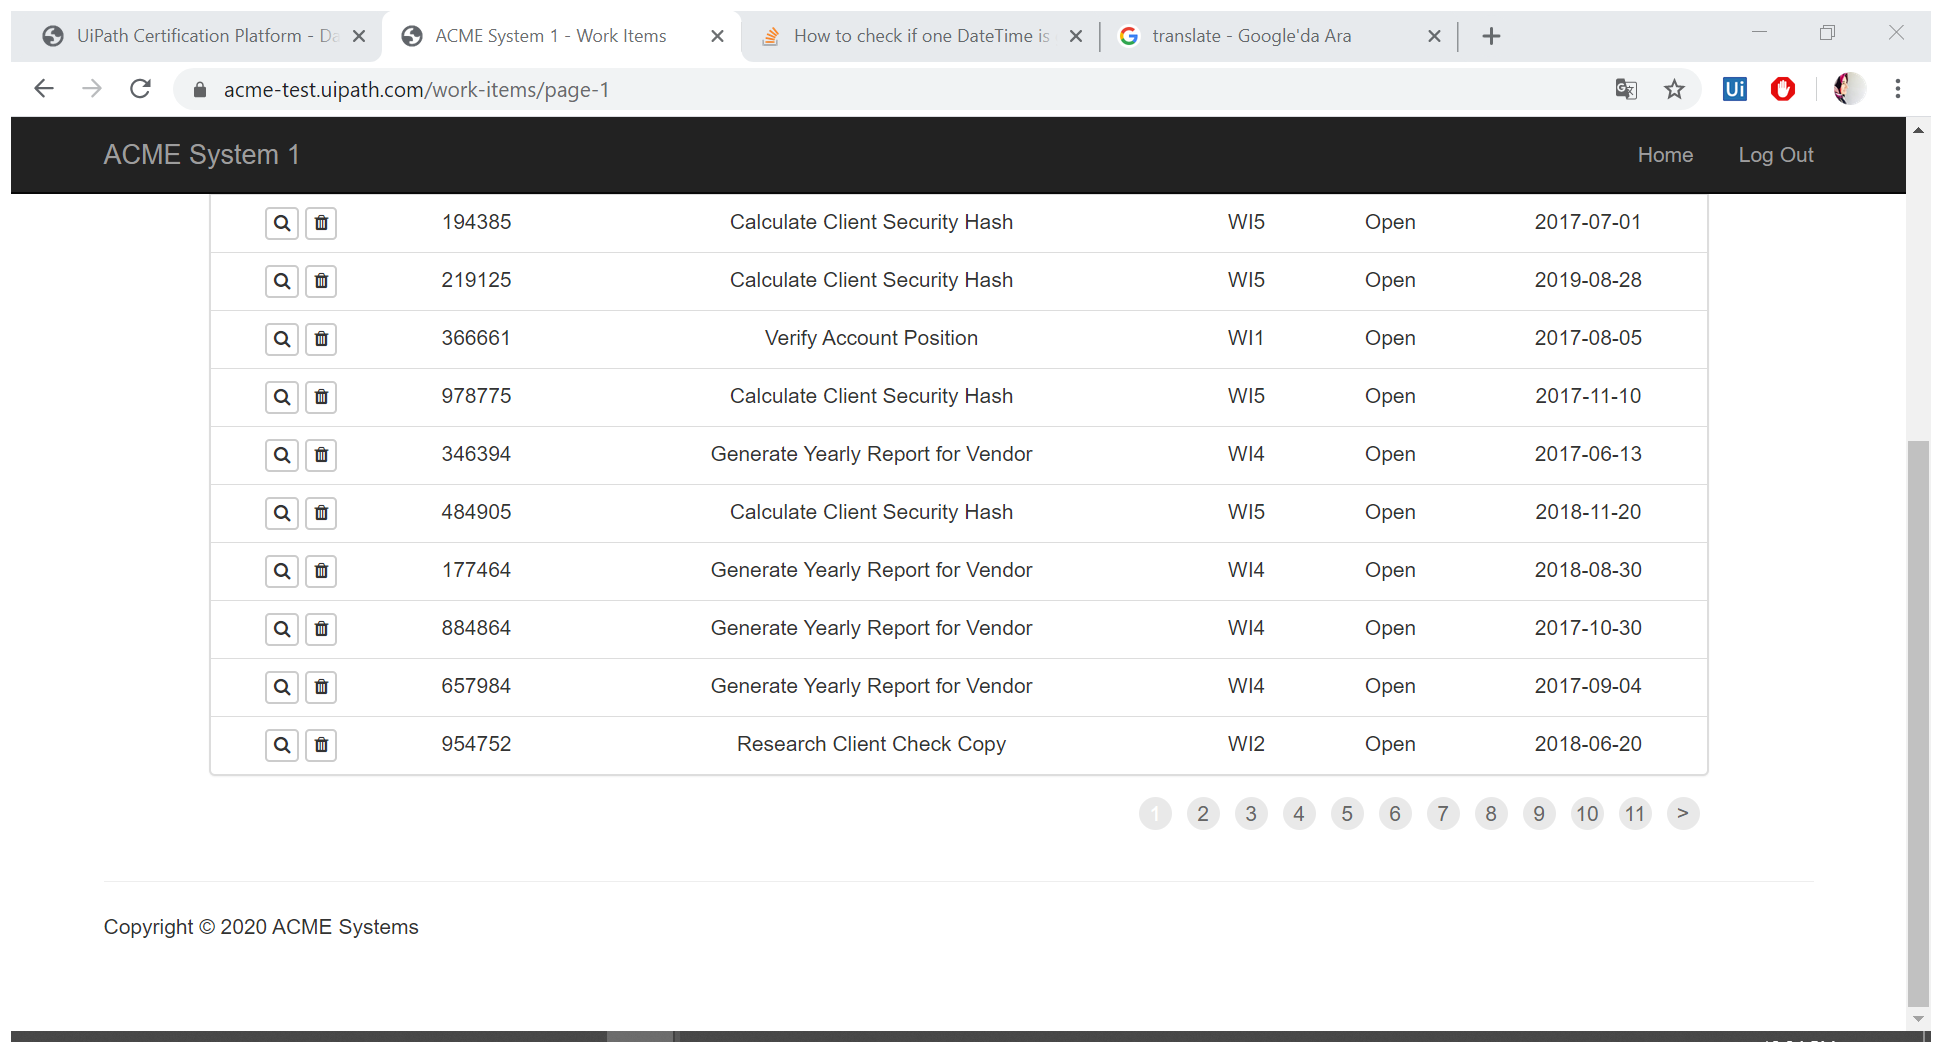 UiPath Certification Platform - Da
ACME System 1 - Work Items
How to check if one DateTime is
translate - Google'da Ara
acme-test.uipath.com/work-items/page-1
Ui
ACME System 1
Home
Log Out
194385 Calculate Client Security Hash WI5 Open 2017-07-01
219125 Calculate Client Security Hash WI5 Open 2019-08-28
366661 Verify Account Position WI1 Open 2017-08-05
978775 Calculate Client Security Hash WI5 Open 2017-11-10
346394 Generate Yearly Report for Vendor WI4 Open 2017-06-13
484905 Calculate Client Security Hash WI5 Open 2018-11-20
177464 Generate Yearly Report for Vendor WI4 Open 2018-08-30
884864 Generate Yearly Report for Vendor WI4 Open 2017-10-30
657984 Generate Yearly Report for Vendor WI4 Open 2017-09-04
954752 Research Client Check Copy WI2 Open 2018-06-20
1 2 3 4 5 6 7 8 9 10 11 >
Copyright © 2020 ACME Systems